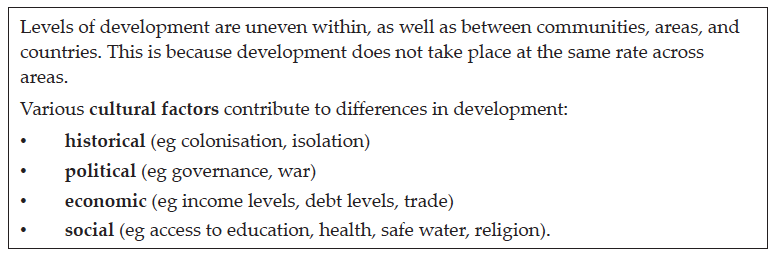 Levels of development are uneven within, as well as between communities, areas, and
countries. This is because development does not take place at the same rate across
areas.
Various cultural factors contribute to differences in development:
• historical (eg colonisation, isolation)
• political (eg governance, war)
• economic (eg income levels, debt levels, trade)
• social (eg access to education, health, safe water, religion).